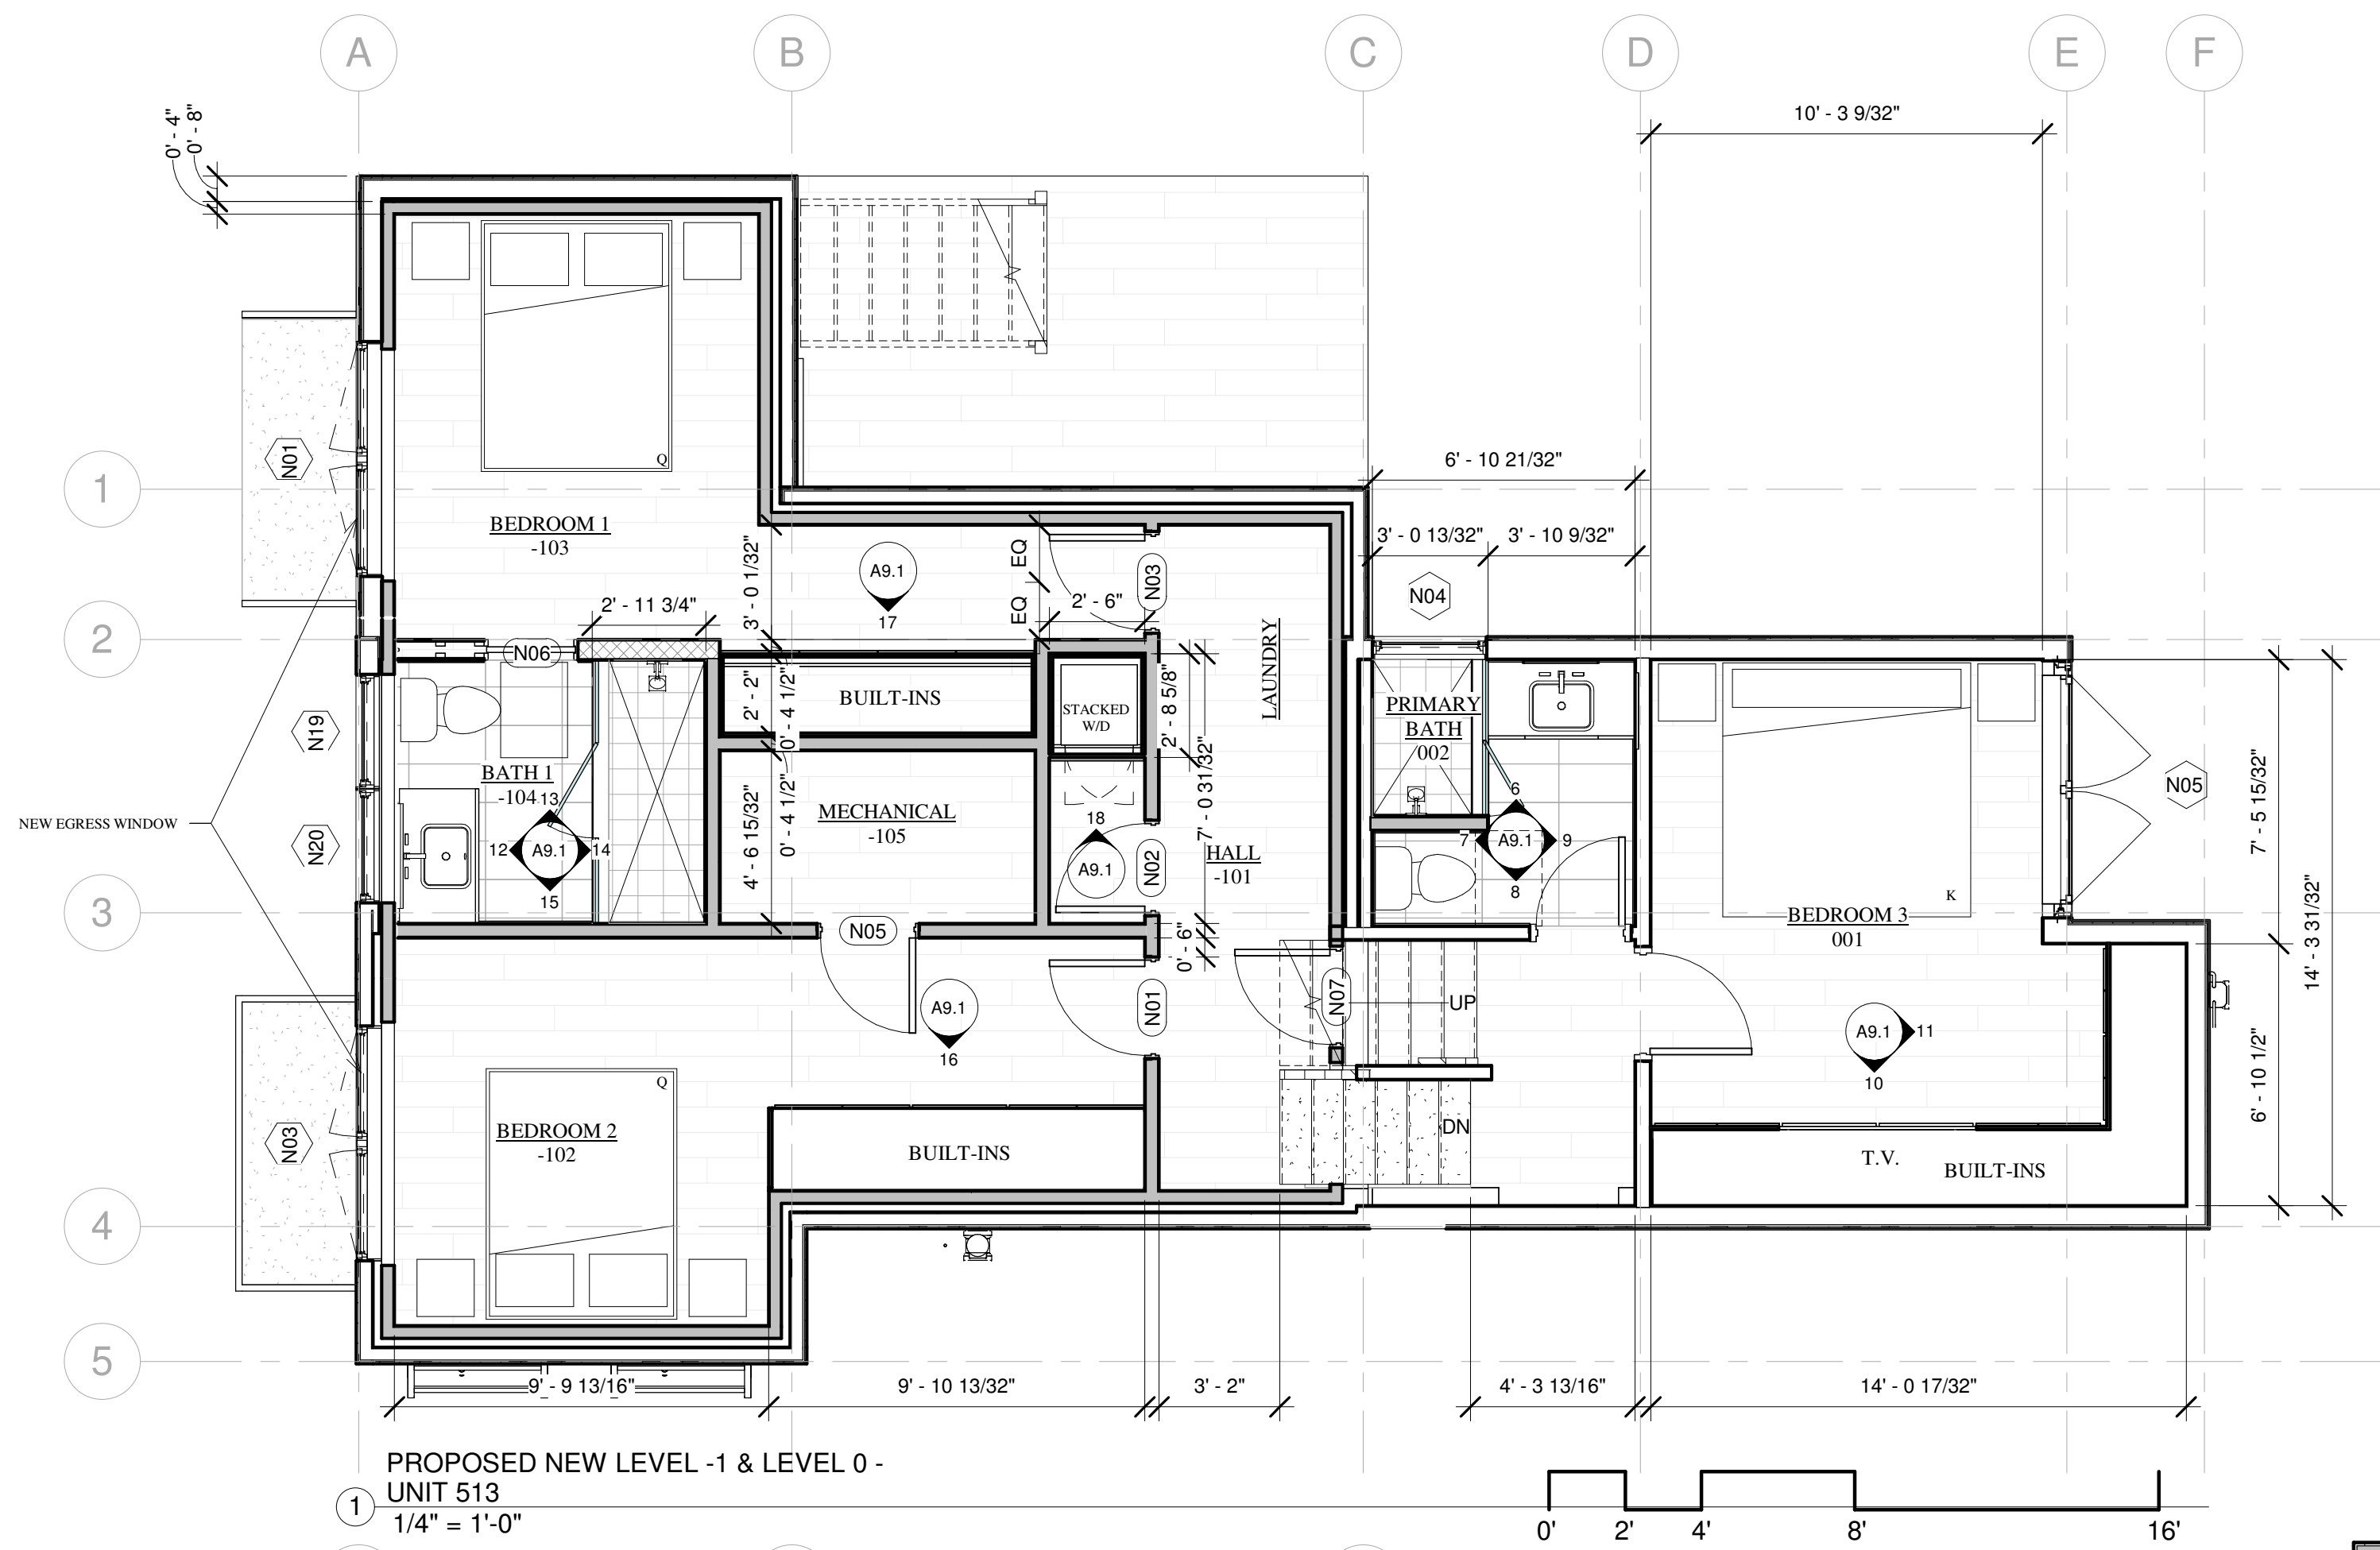 A
B
C
D
E
F
10' - 3 9/32"
0' - 4"
0' - 8"
N01
1
6' - 10 21/32"
BEDROOM 1
-103
Q
A9.1
17
3' - 0 1/32"
EQ
EQ
N03
2' - 6"
3' - 0 13/32"
3' - 10 9/32"
N04
2
2' - 11 3/4"
N06
LAUNDRY
N19
BUILT-INS
2' - 2"
0' - 4 1/2"
STACKED
W/D
2' - 8 5/8"
7' - 0 31/32"
PRIMARY
BATH
002
BATH 1
-104
13
12
A9.1
14
15
N20
NEW EGRESS WINDOW
MECHANICAL
-105
4' - 6 15/32"
0' - 4 1/2"
18
A9.1
N02
HALL
-101
6
7
A9.1
9
8
N05
7' - 5 15/32"
14' - 3 31/32"
K
3
N05
0' - 6"
BEDROOM 3
001
A9.1
16
N01
N07
UP
A9.1
11
10
6' - 10 1/2"
Q
BEDROOM 2
-102
N03
BUILT-INS
DN
T.V.
BUILT-INS
4
5
9' - 9 13/16"
9' - 10 13/32"
3' - 2"
4' - 3 13/16"
14' - 0 17/32"
PROPOSED NEW LEVEL -1 & LEVEL 0 -
UNIT 513
1
1/4" = 1'-0"
0'
2'
4'
8'
16'